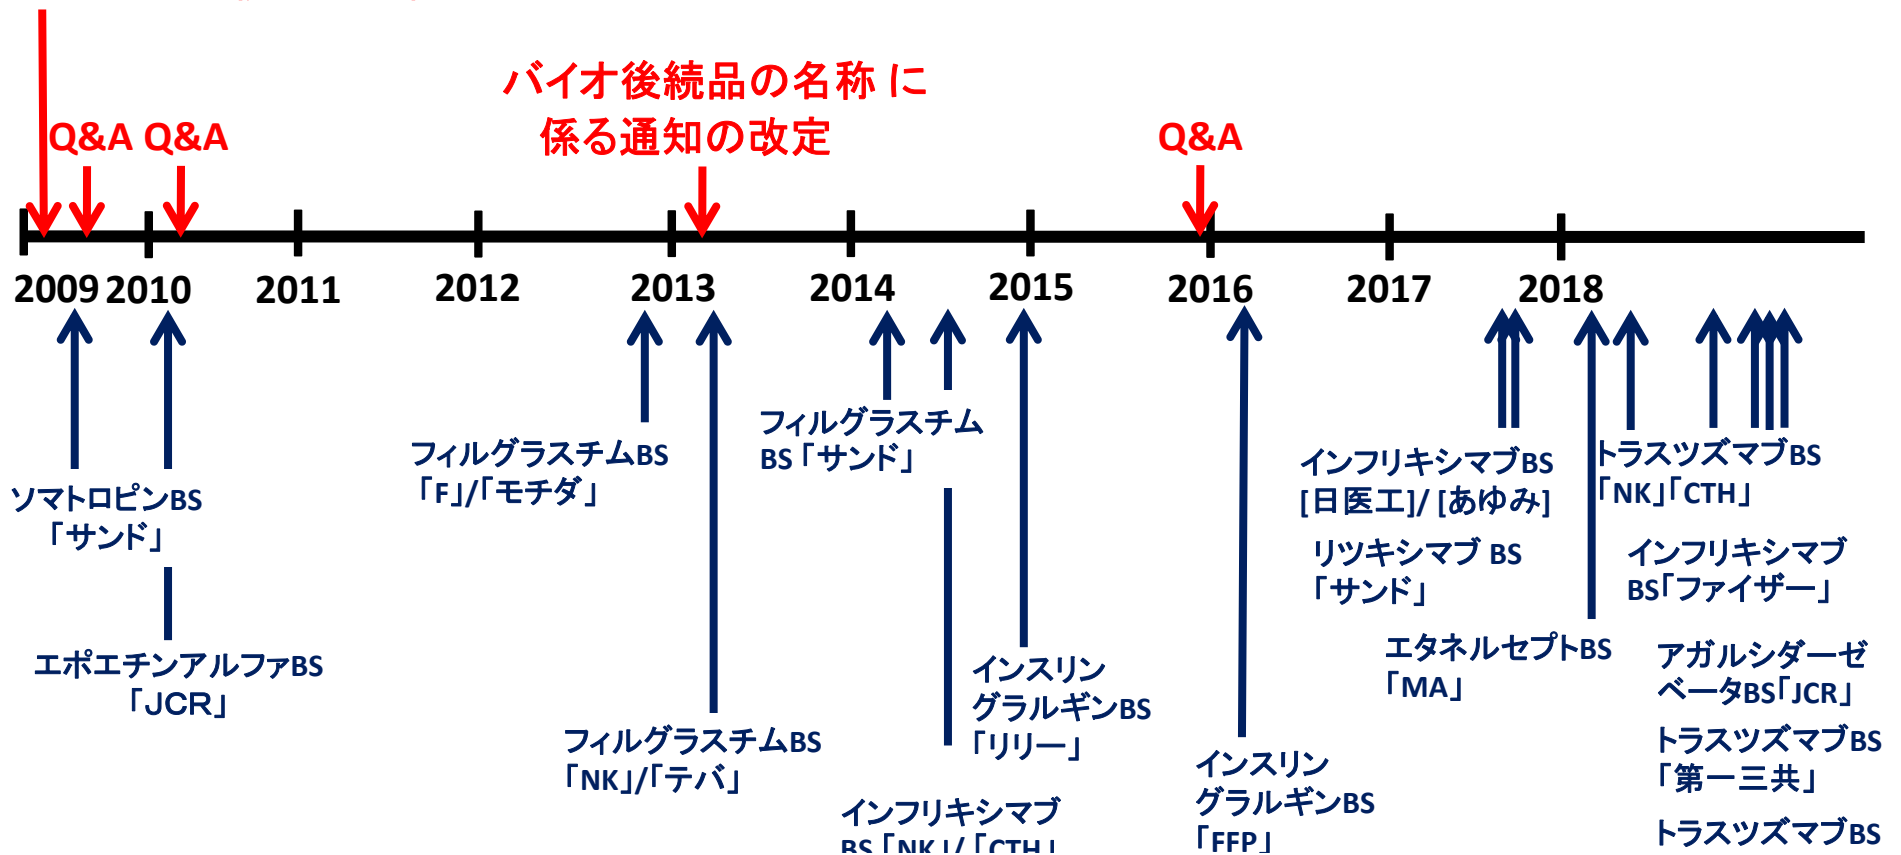 バイオ後続品の名称 に
係る通知の改定
Q&A Q&A
Q&A
2009 2010 2011 2012 2013 2014 2015 2016 2017 2018
ソマトロピンBS
「サンド」
エポエチンアルファBS
「JCR」
フィルグラスチムBS
「F」/「モチダ」
フィルグラスチムBS
「NK」/「テバ」
フィルグラスチム
BS「サンド」
インフリキシマブ
BS「NK」/「CTH」
インスリン
グラルギンBS
「リリー」
インスリン
グラルギンBS
「FFP」
インフリキシマブBS
[日医工]/ [あゆみ]
リツキシマブ BS
「サンド」
エタネルセプトBS
「MA」
トラスツズマブBS
「NK」「CTH」
インフリキシマブ
BS「ファイザー」
アガルシダーゼ
ベータBS「JCR」
トラスツズマブBS
「第一三共」
トラスツズマブBS